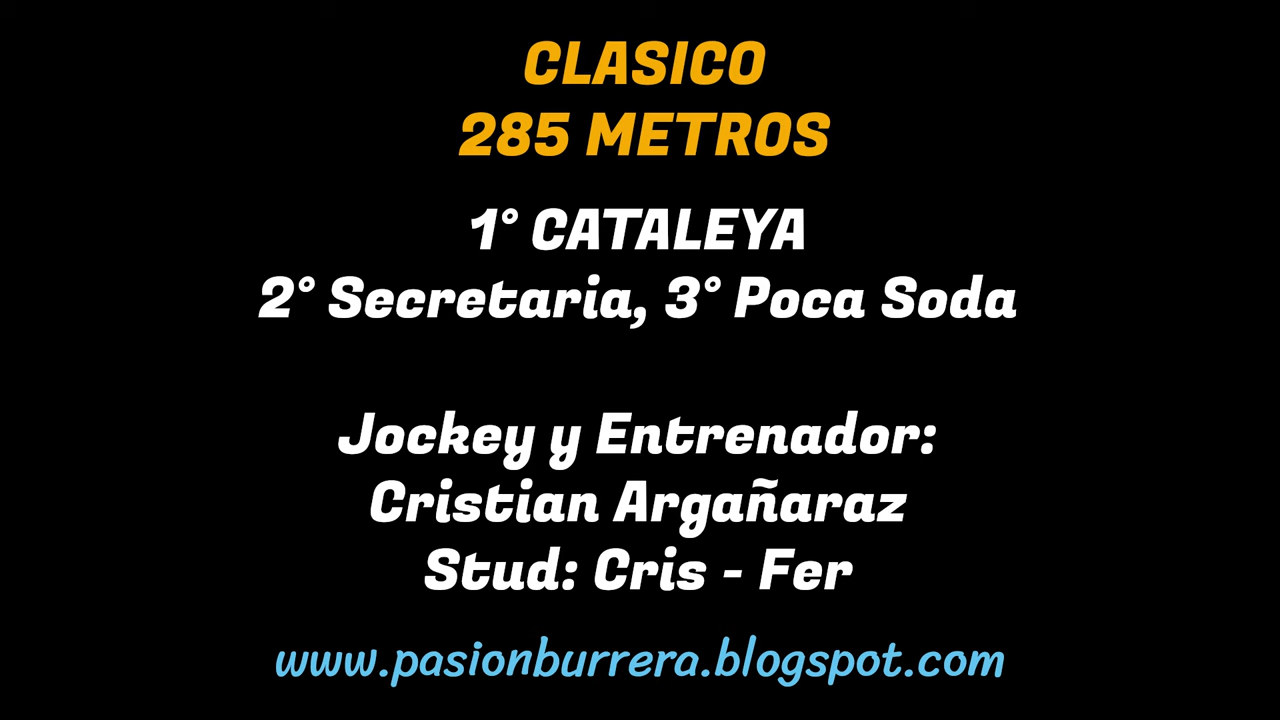 CLASICO
285 METROS
1° CATALEYA
2° Secretaria, 3° Poca Soda
Jockey y Entrenador:
Cristian Argañaraz
Stud: Cris - Fer
www.pasionburrera.blogspot.com